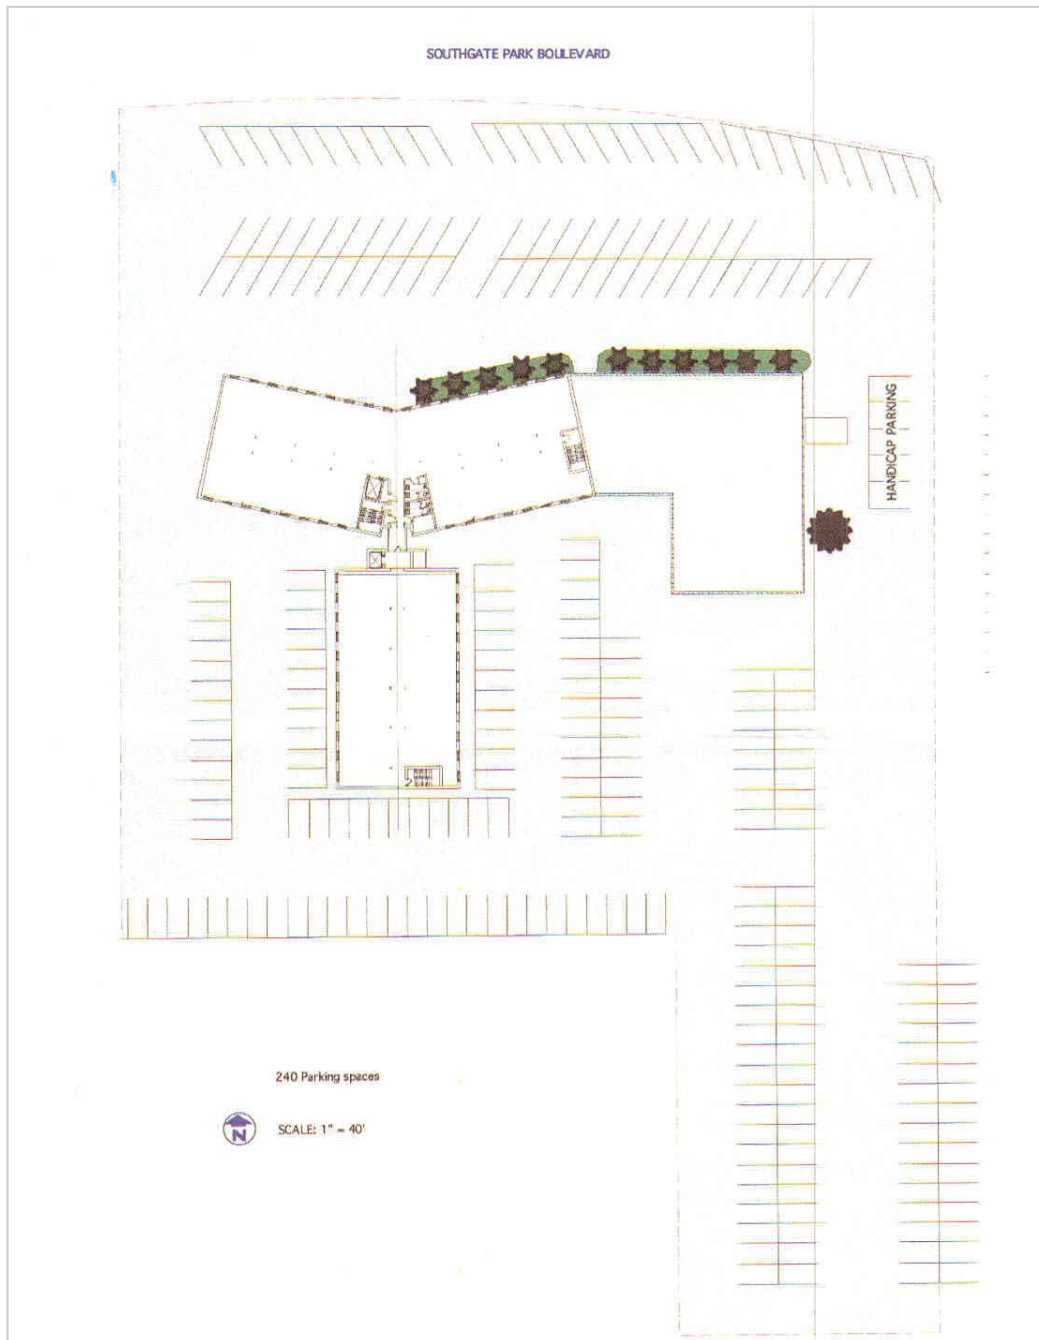 SOUTHGATE PARK BOULEVARD
HANDICAP PARKING
240 Parking spaces
N
SCALE: 1" = 40'